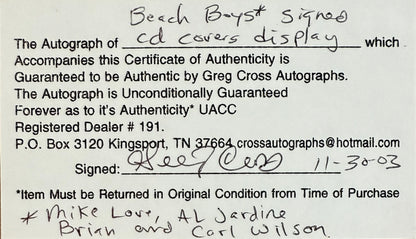 Beach Boys* signed
The Autograph of cd covers display which
Accompanies this Certificate of Authenticity is
Guaranteed to be Authentic by Greg Cross Autographs.
The Autograph is Unconditionally Guaranteed
Forever as to it's Authenticity* UACC
Registered Dealer # 191.
P.O. Box 3120 Kingsport, TN 37664 crossautographs@hotmail.com
Signed: Greg Cross 11-30-03
*Item Must be Returned in Original Condition from Time of Purchase
* Mike Love, AL Jardine
Brian and Carl Wilson